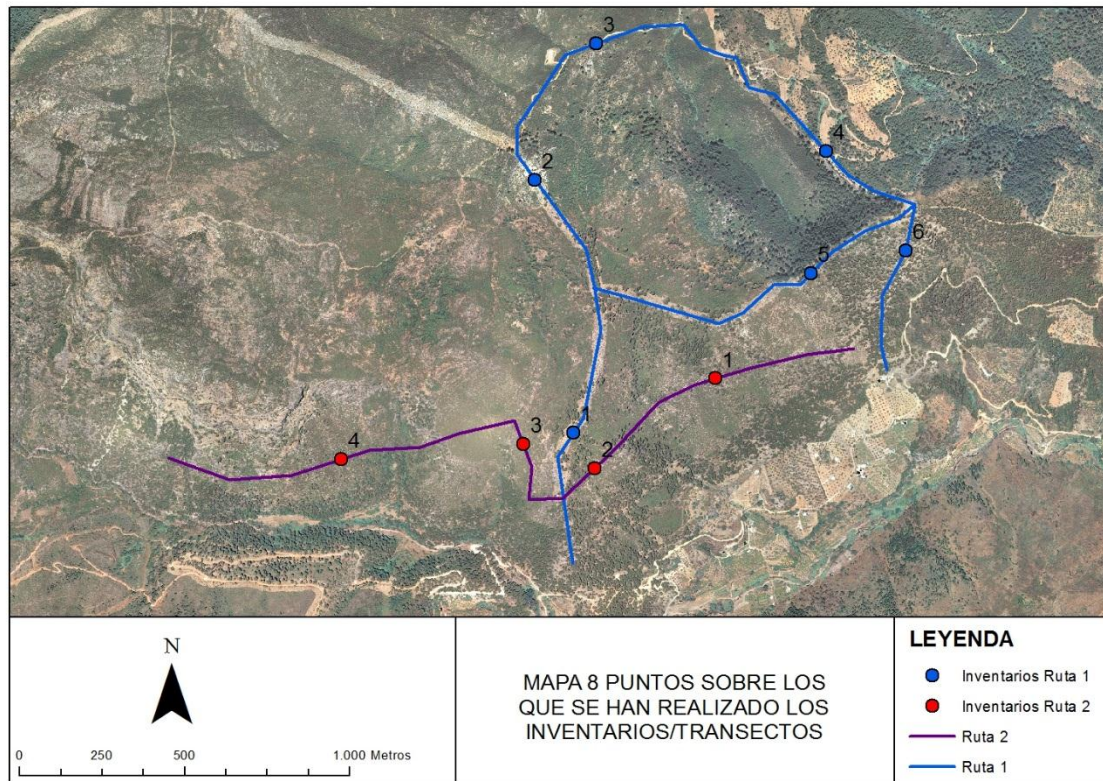 3
4
2
6
5
1
1
3
2
4
N
0 250 500 1.000 Metros
MAPA 8 PUNTOS SOBRE LOS
QUE SE HAN REALIZADO LOS
INVENTARIOS/TRANSECTOS
LEYENDA
Inventarios Ruta 1
Inventarios Ruta 2
Ruta 2
Ruta 1